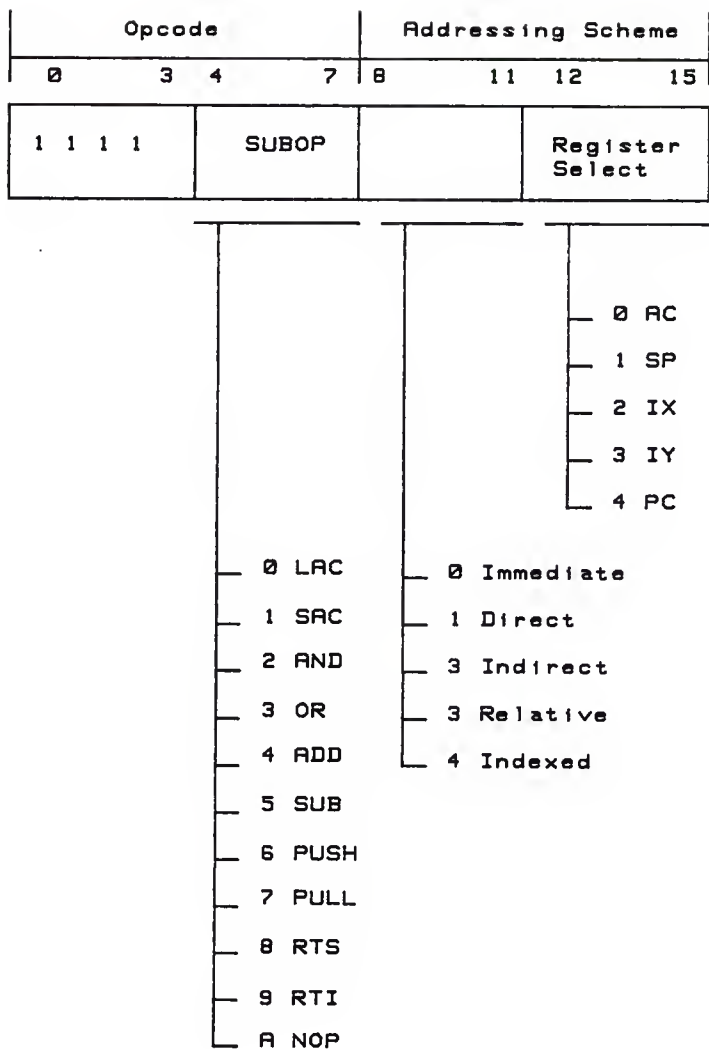 Opcode Addressing Scheme
0 3 4 7 8 11 12 15
1 1 1 1 SUBOP Register
Select
0 AC
1 SP
2 IX
3 IY
4 PC
0 LAC
1 SAC
2 AND
3 OR
4 ADD
5 SUB
6 PUSH
7 PULL
8 RTS
9 RTI
A NOP
0 Immediate
1 Direct
3 Indirect
3 Relative
4 Indexed